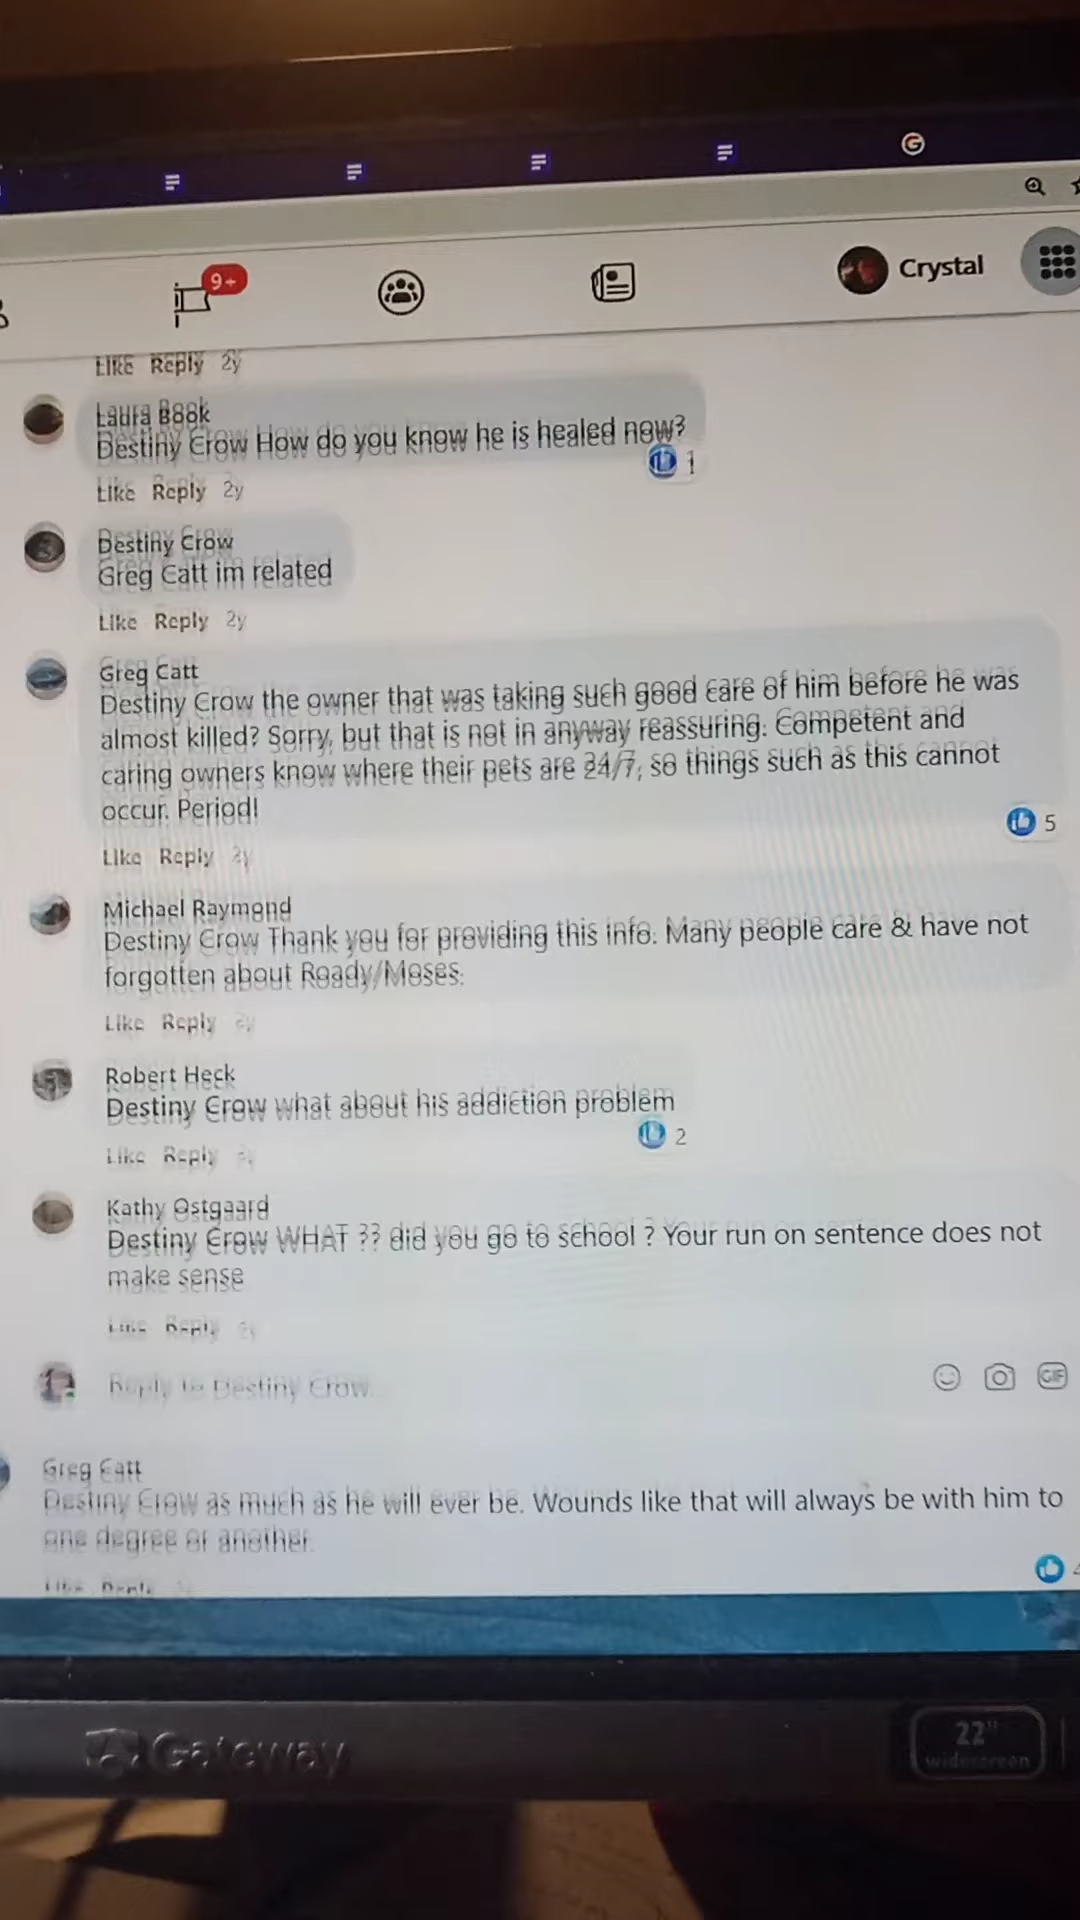 9+
Crystal
Like Reply 2y
Laura Book
Destiny Crow How do you know he is healed now?
1
Like Reply 2y
Destiny Crow
Greg Catt im related
Like Reply 2y
Greg Catt
Destiny Crow the owner that was taking such good care of him before he was
almost killed? Sorry, but that is not in anyway reassuring. Competent and
caring owners know where their pets are 24/7, so things such as this cannot
occur. Period!
5
Like Reply 2y
Michael Raymond
Destiny Crow Thank you for providing this info. Many people care & have not
forgotten about Roady/Moses.
Like Reply
Robert Heck
Destiny Crow what about his addiction problem
2
Like Reply
Kathy Ostgaard
Destiny Crow WHAT ?? did you go to school ? Your run on sentence does not
make sense
Like Reply
Reply to Destiny Crow
GIF
Greg Catt
Destiny Crow as much as he will ever be. Wounds like that will always be with him to
one degree or another.
Like Reply
Gateway
22"
widescreen